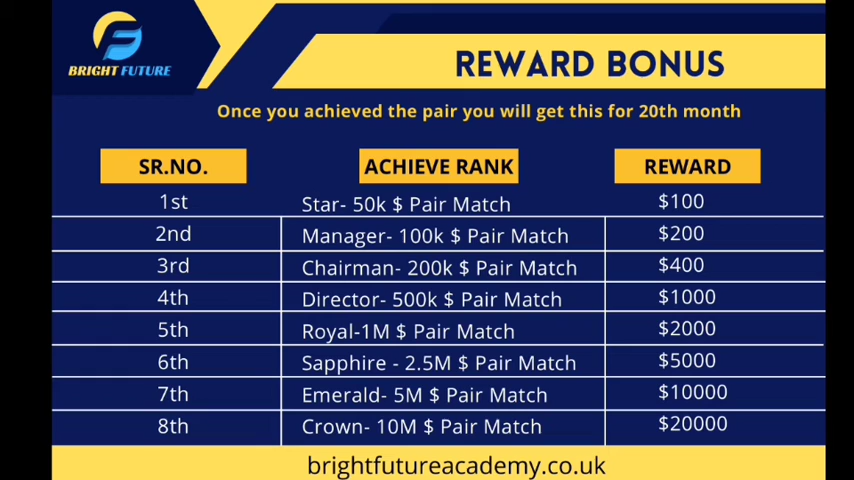 BRIGHT FUTURE
REWARD BONUS
Once you achieved the pair you will get this for 20th month
SR.NO. ACHIEVE RANK REWARD
1st Star- 50k $ Pair Match $100
2nd Manager- 100k $ Pair Match $200
3rd Chairman- 200k $ Pair Match $400
4th Director- 500k $ Pair Match $1000
5th Royal-1M $ Pair Match $2000
6th Sapphire - 2.5M $ Pair Match $5000
7th Emerald- 5M $ Pair Match $10000
8th Crown- 10M $ Pair Match $20000
brightfutureacademy.co.uk